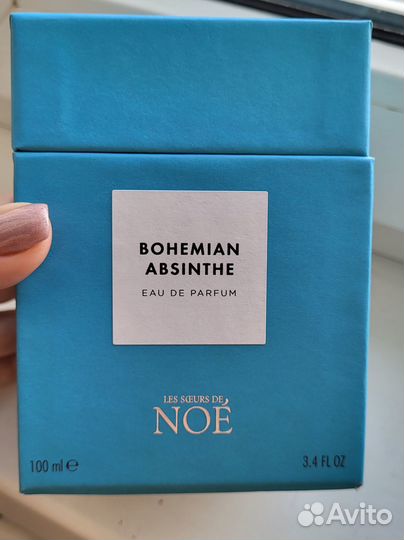 BOHEMIAN
ABSINTHE
EAU DE PARFUM
LES SŒURS DE
NOÉ
100 ml ℮
3.4 FL OZ
Avito